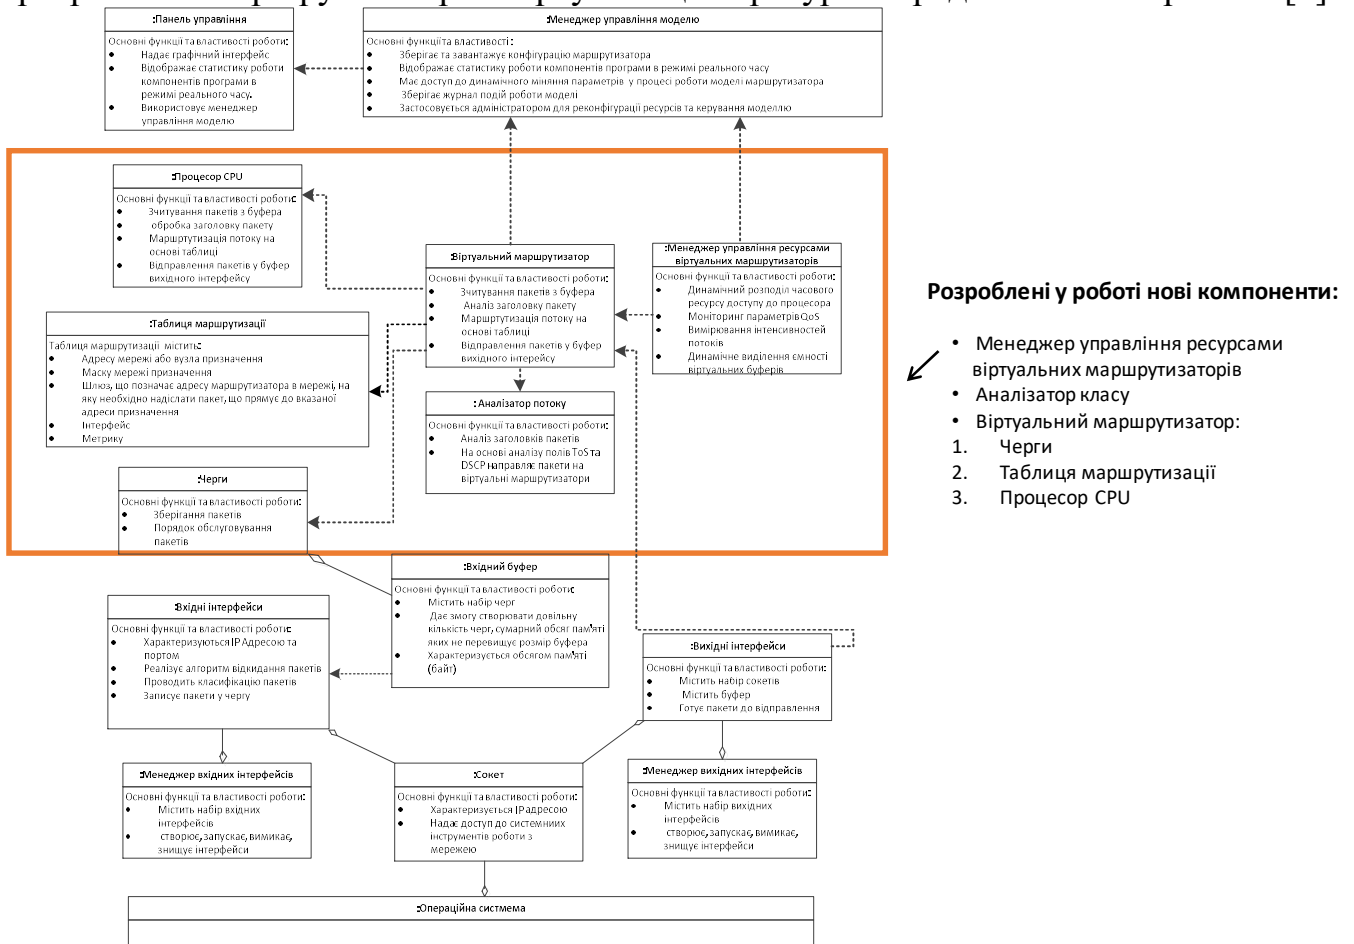 :Панель управління
Основні функції та властивості роботи:
• Надає графічний інтерфейс
• Відображає статистику роботи
компонентів програми в
режимі реального часу.
• Використовує менеджер
управління моделю
:Менеджер управління моделю
Основні функції та властивості :
• Зберігає та завантажує конфігурацію маршрутизатора
• Відображає статистику роботи компонентів програми в режимі реального часу
• Має доступ до динамічного міняння параметрів у процесі роботи моделі маршрутизатора
• Зберігає журнал подій роботи моделі
• Застосовується адміністратором для реконфігурації ресурсів та керування моделлю
:Процесор CPU
Основні функції та властивості роботи:
• Зчитування пакетів з буфера
• обробка заголовку пакету
• Маршртутизація потоку на
основі таблиці
• Відправлення пакетів у буфер
вихідного інтерфейсу
:Віртуальний маршрутизатор
Основні функції та властивості роботи:
• Зчитування пакетів з буфера
• Аналіз заголовку пакету
• Маршртутизація потоку на
основі таблиці
• Відправлення пакетів у буфер
вихідного інтерейсу
:Менеджер управління ресурсами
віртуальних маршрутизаторів
Основні функції та властивості роботи:
• Динамічний розподіл часового
ресурсу доступу до процесора
• Моніторинг параметрів QoS
• Вимірювання інтенсивностей
потоків
• Динамічне виділення ємності
віртуальних буферів
Розроблені у роботі нові компоненти:
• Менеджер управління ресурсами
віртуальних маршрутизаторів
• Аналізатор класу
• Віртуальний маршрутизатор:
1. Черги
2. Таблиця маршрутизації
3. Процесор CPU
:Таблиця маршрутизації
Таблиця маршрутизації містить:
• Адресу мережі або вузла призначення
• Маску мережі призначення
• Шлюз, що позначає адресу маршрутизатора в мережі, на
яку необхідно надіслати пакет, що прямує до вказаної
адреси призначення
• Інтерфейс
• Метрику
: Аналізатор потоку
Основні функції та властивості роботи:
• Аналіз заголовків пакетів
• На основі аналізу полів ToS та
DSCP направляє пакети на
віртуальні маршрутизатори
:Черги
Основні функції та властивості роботи:
• Зберігання пакетів
• Порядок обслуговування
пакетів
:Вхідний буфер
Основні функції та властивості роботи:
• Містить набір черг
• Дає змогу створювати довільну
кількість черг, сумарний обсяг пам'яті
яких не перевищує розмір буфера
• Характеризується обсягом пам'яті
(байт)
:Вхідні інтерфейси
Основні функції та властивості роботи:
• Характеризуються IP Адресою та
портом
• Реалізує алгоритм відкидання пакетів
• Проводить класифікацію пакетів
• Записує пакети у чергу
:Вихідні інтерфейси
Основні функції та властивості роботи:
• Містить набір сокетів
• Містить буфер
• Готує пакети до відправлення
:Менеджер вхідних інтерфейсів
Основні функції та властивості роботи:
• Містить набір вхідних
інтерфейсів
• створює, запускає, вимикає,
знищує інтерфейси
:Сокет
Основні функції та властивості роботи:
• Характеризується IP адресою
• Надає доступ до системниих
інструментів роботи з
мережею
:Менеджер вихідних інтерфейсів
Основні функції та властивості роботи:
• Містить набір вихідних
інтерфейсів
• створює, запускає, вимикає,
знищує інтерфейси
:Операційна систмема